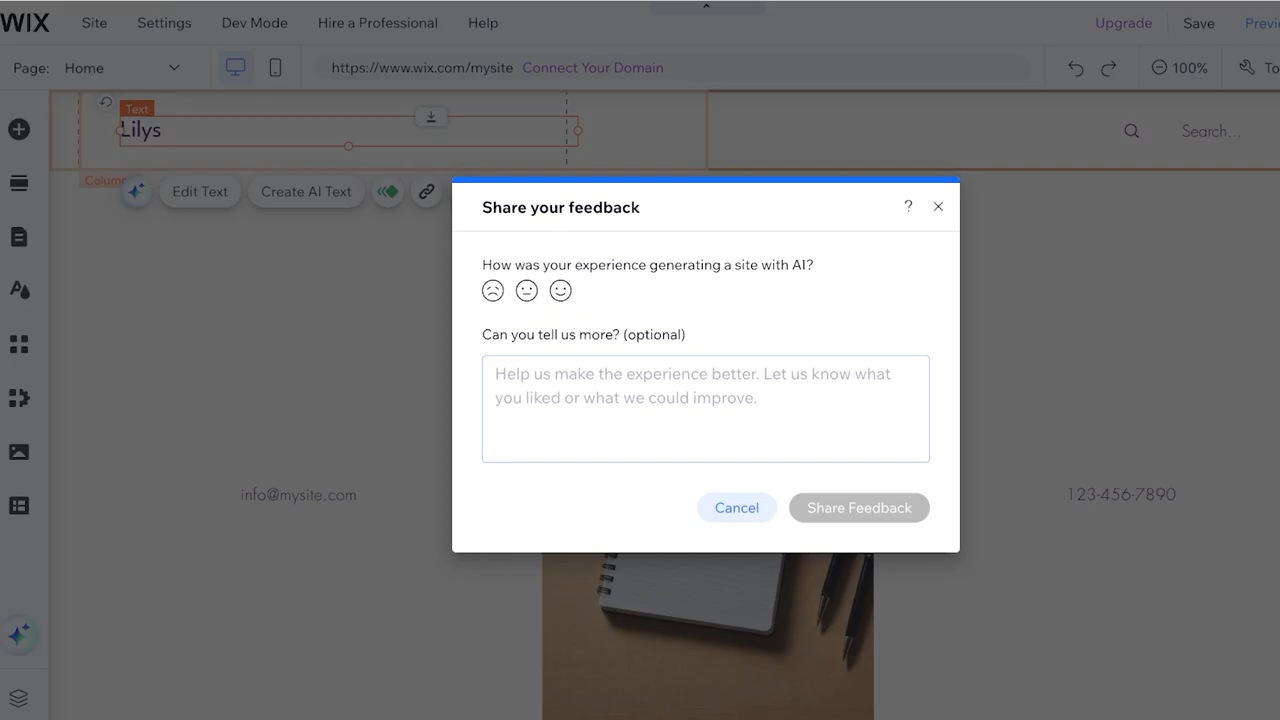 WIX Site Settings Dev Mode Hire a Professional Help Upgrade Save
Page: Home https://www.wix.com/mysite Connect Your Domain 100%
Text
Lilys
Search...
Edit Text Create AI Text
Share your feedback ?
How was your experience generating a site with AI?
Can you tell us more? (optional)
Help us make the experience better. Let us know what
you liked or what we could improve.
info@mysite.com
123-456-7890
Cancel Share Feedback